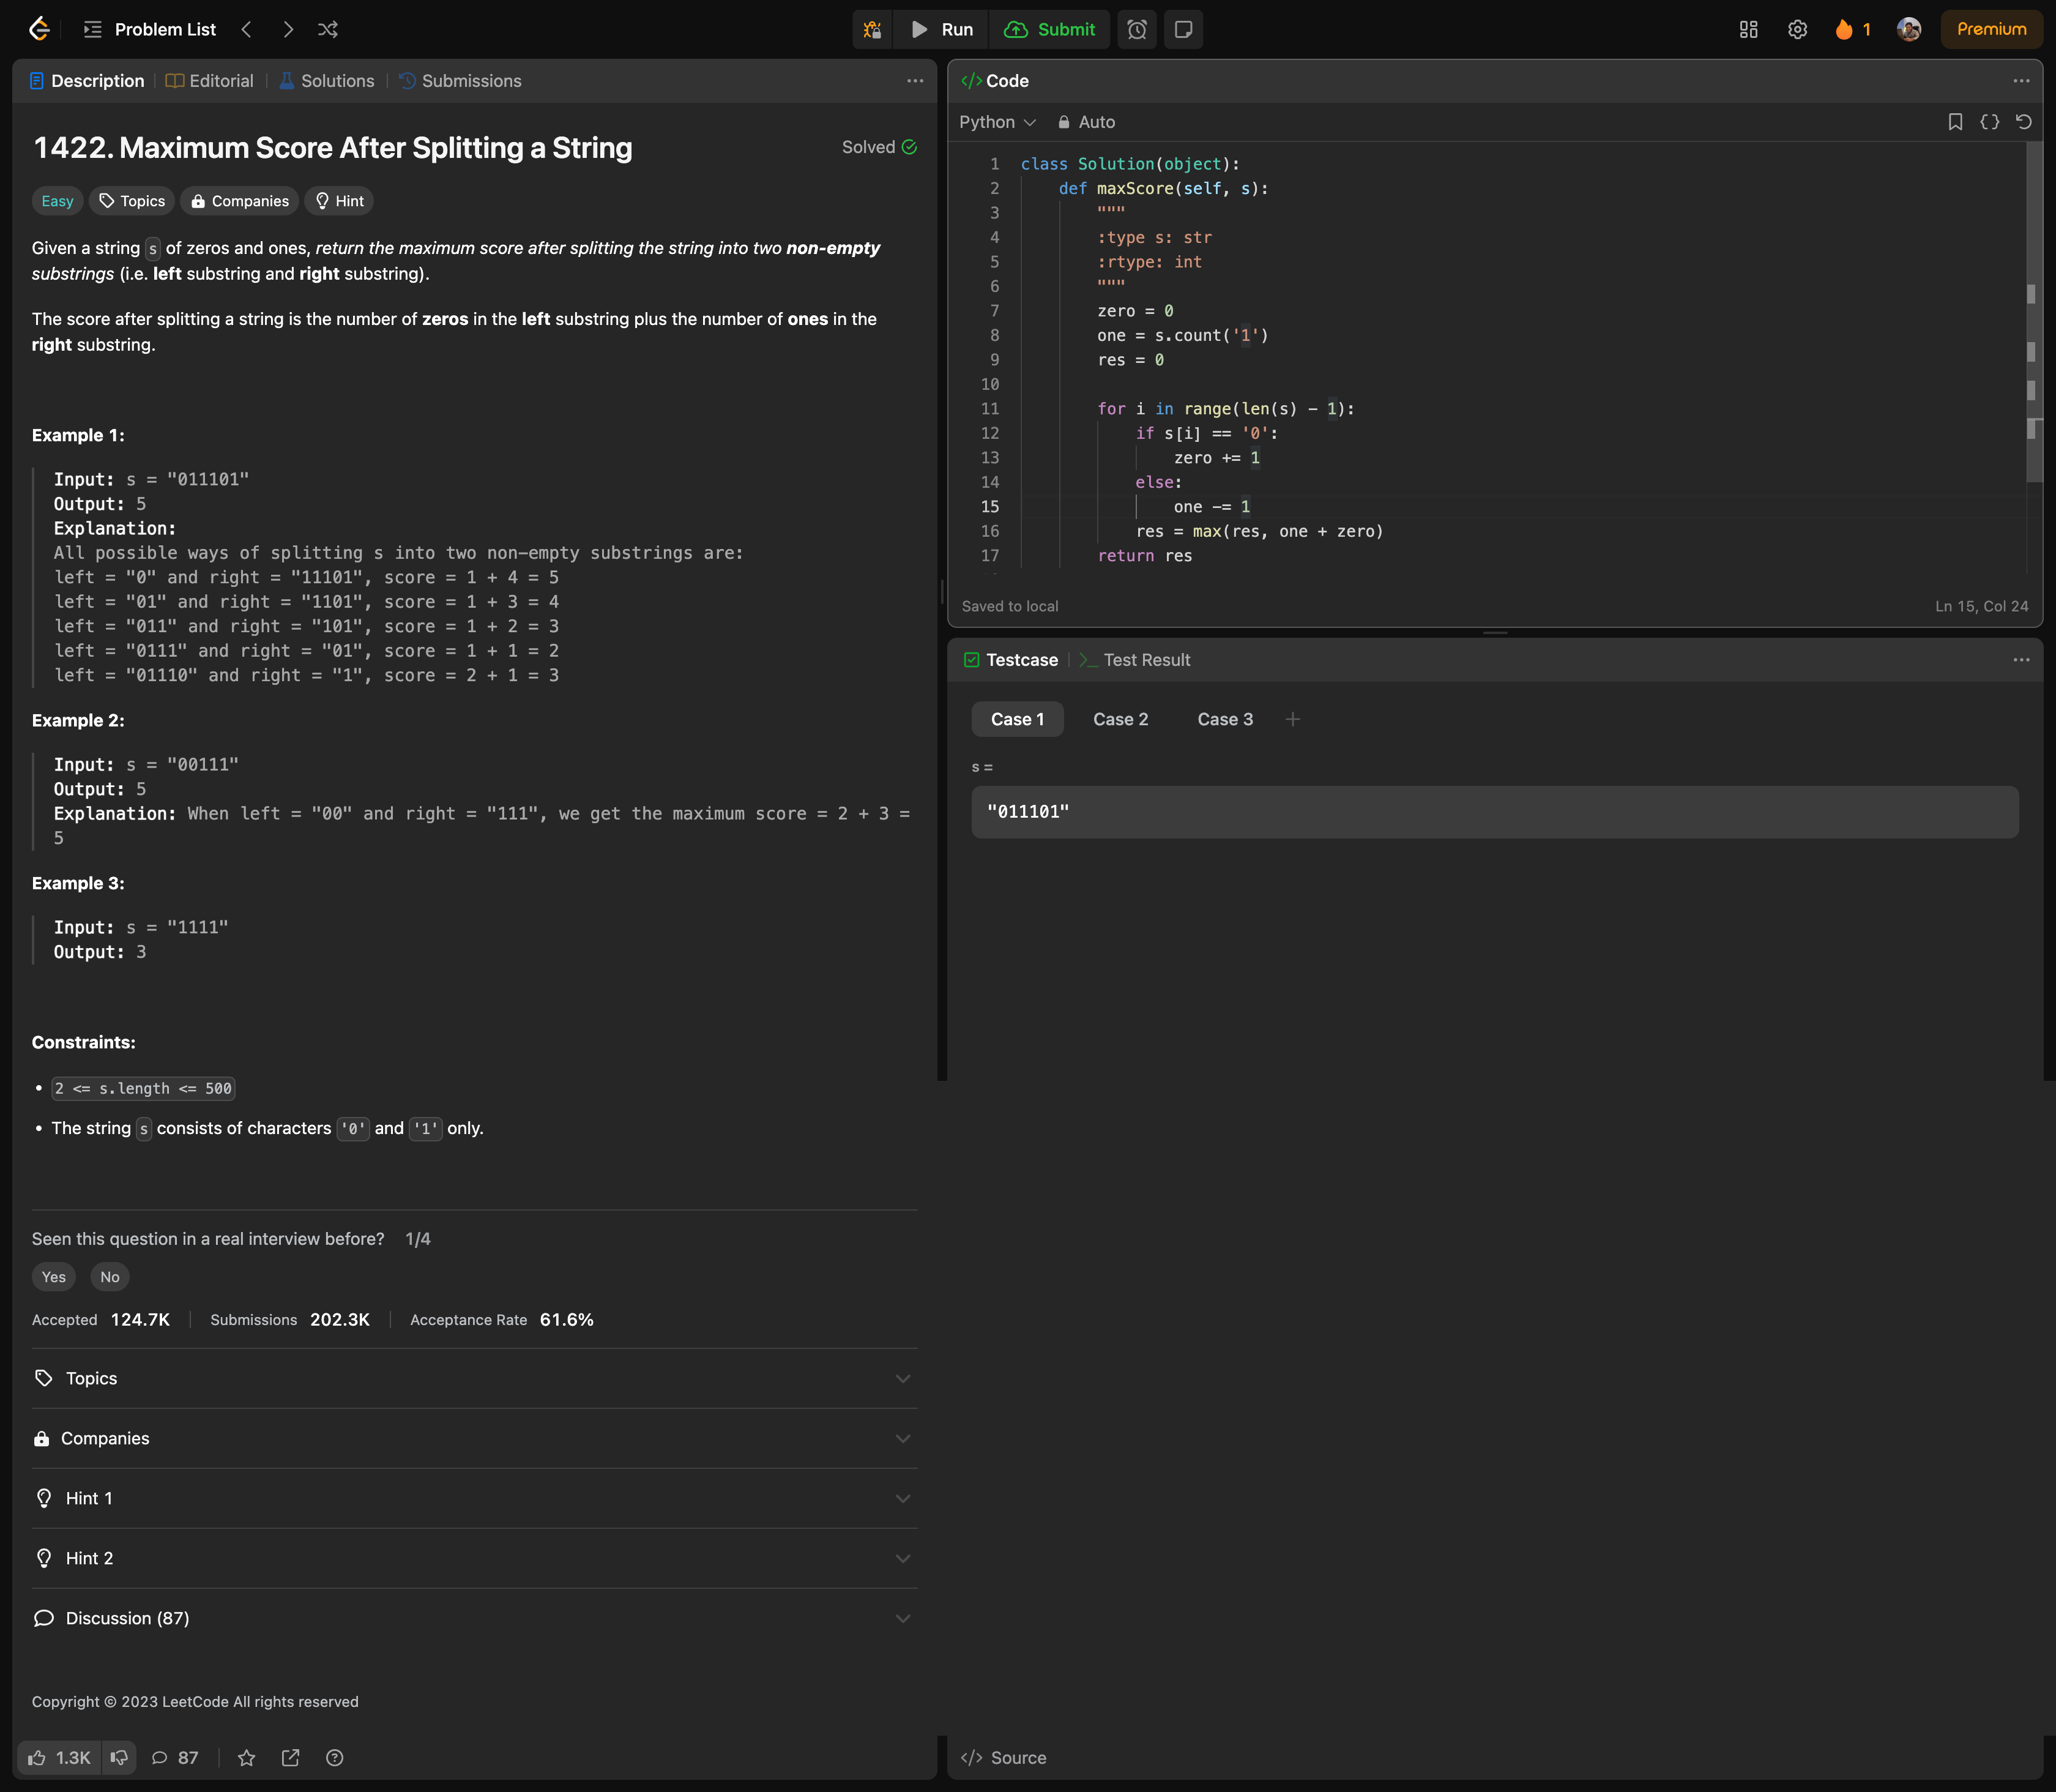 Problem List
Run
Submit
1
Premium
Description
Editorial
Solutions
Submissions
1422. Maximum Score After Splitting a String
Solved
Easy
Topics
Companies
Hint
Given a string s of zeros and ones, return the maximum score after splitting the string into two non-empty
substrings (i.e. left substring and right substring).
The score after splitting a string is the number of zeros in the left substring plus the number of ones in the
right substring.
Example 1:
Input: s = "011101"
Output: 5
Explanation:
All possible ways of splitting s into two non-empty substrings are:
left = "0" and right = "11101", score = 1 + 4 = 5
left = "01" and right = "1101", score = 1 + 3 = 4
left = "011" and right = "101", score = 1 + 2 = 3
left = "0111" and right = "01", score = 1 + 1 = 2
left = "01110" and right = "1", score = 2 + 1 = 3
Example 2:
Input: s = "00111"
Output: 5
Explanation: When left = "00" and right = "111", we get the maximum score = 2 + 3 =
5
Example 3:
Input: s = "1111"
Output: 3
Constraints:
• 2 <= s.length <= 500
• The string s consists of characters '0' and '1' only.
Seen this question in a real interview before? 1/4
Yes
No
Accepted 124.7K
Submissions 202.3K
Acceptance Rate 61.6%
Topics
Companies
Hint 1
Hint 2
Discussion (87)
Copyright © 2023 LeetCode All rights reserved
1.3K
87
</> Code
Python
Auto
1 class Solution(object):
2 def maxScore(self, s):
3 """
4 :type s: str
5 :rtype: int
6 """
7 zero = 0
8 one = s.count('1')
9 res = 0
10
11 for i in range(len(s) - 1):
12 if s[i] == '0':
13 zero += 1
14 else:
15 one -= 1
16 res = max(res, one + zero)
17 return res
Saved to local
Ln 15, Col 24
Testcase
Test Result
Case 1
Case 2
Case 3
s =
"011101"
</> Source